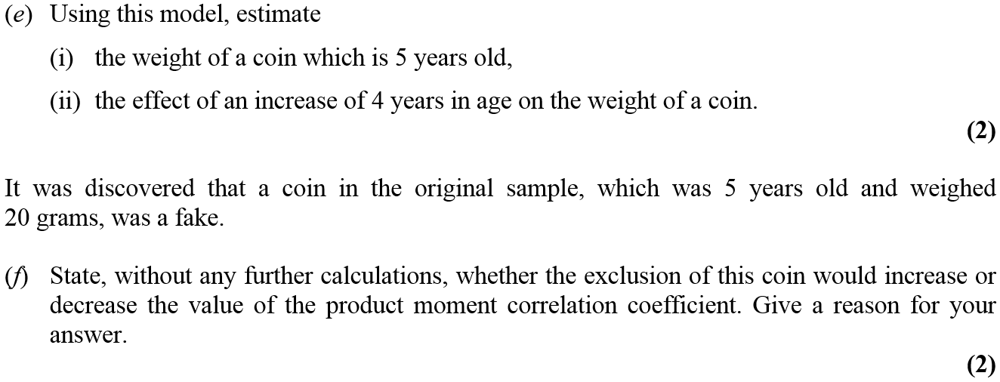 (e) Using this model, estimate
(i) the weight of a coin which is 5 years old,
(ii) the effect of an increase of 4 years in age on the weight of a coin.
(2)
It was discovered that a coin in the original sample, which was 5 years old and weighed
20 grams, was a fake.
(f) State, without any further calculations, whether the exclusion of this coin would increase or
decrease the value of the product moment correlation coefficient. Give a reason for your
answer.
(2)